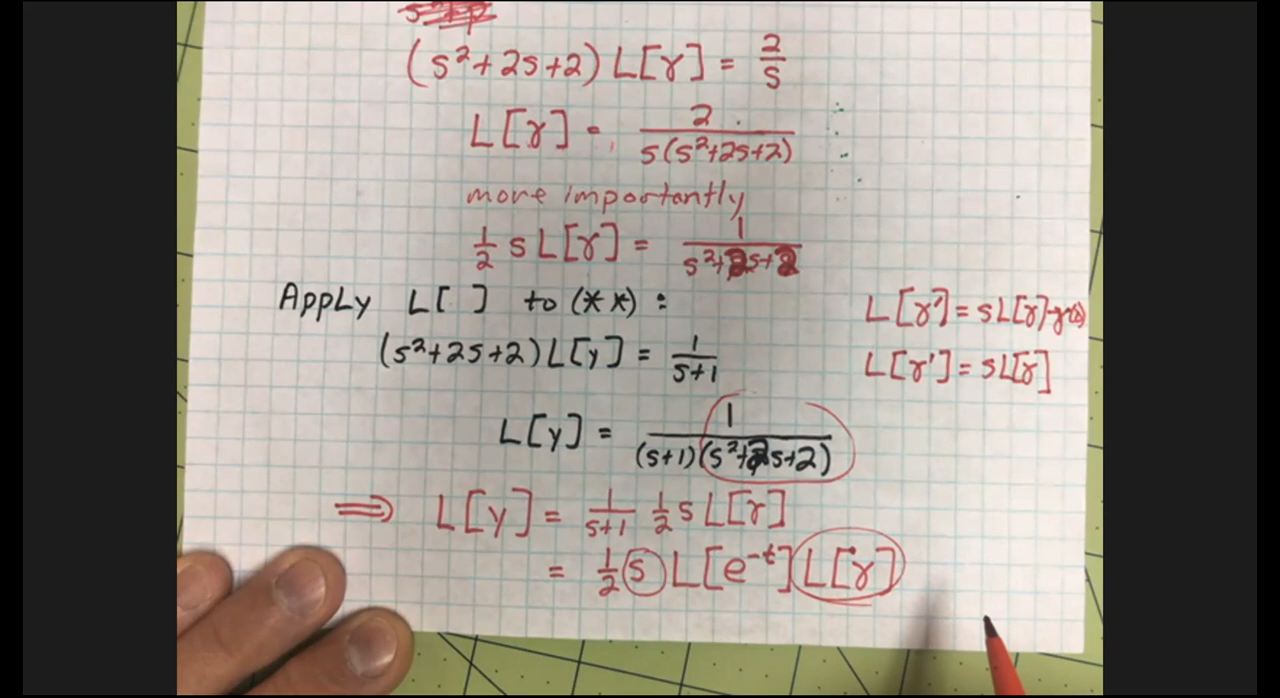 (s²+2s+2) L[γ] = 2/s
L[γ] = 2/(s(s²+2s+2))
more importantly
½ s L[γ] = 1/(s²+2s+2)
Apply L[ ] to (**) :
(s²+2s+2) L[y] = 1/(s+1)
L[γ'] = sL[γ]-γ(0)
L[γ'] = sL[γ]
L[y] = 1/((s+1)(s²+2s+2))
⟹ L[y] = 1/(s+1) ½ s L[γ]
= ½ s L[e^{-t}] L[γ]